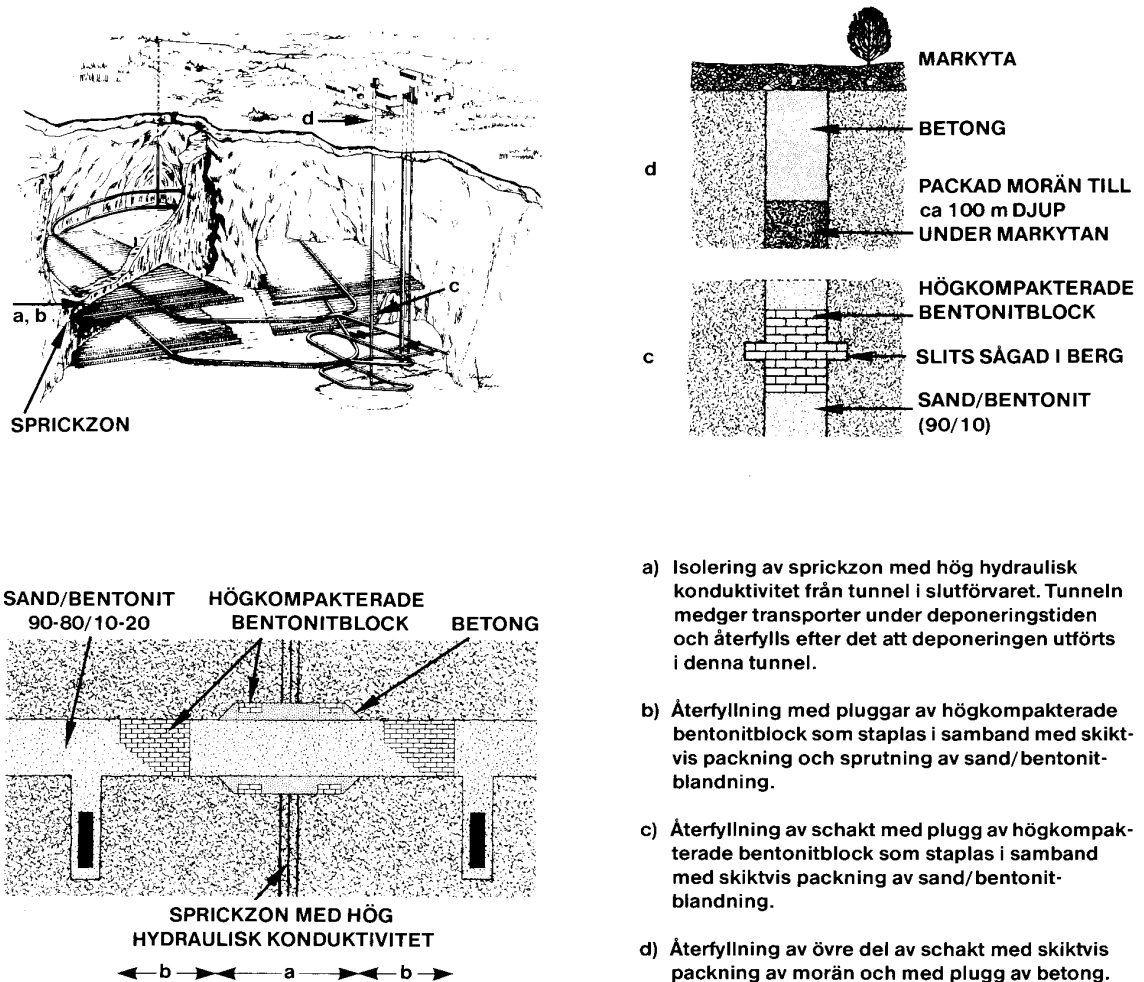 d
a, b
c
SPRICKZON
MARKYTA
BETONG
d
PACKAD MORÄN TILL
ca 100 m DJUP
UNDER MARKYTAN
HÖGKOMPAKTERADE
BENTONITBLOCK
c
SLITS SÅGAD I BERG
SAND/BENTONIT
(90/10)
SAND/BENTONIT
90-80/10-20
HÖGKOMPAKTERADE
BENTONITBLOCK
BETONG
SPRICKZON MED HÖG
HYDRAULISK KONDUKTIVITET
b a b
a) Isolering av sprickzon med hög hydraulisk
konduktivitet från tunnel i slutförvaret. Tunneln
medger transporter under deponeringstiden
och återfylls efter det att deponeringen utförts
i denna tunnel.
b) Återfyllning med pluggar av högkompakterade
bentonitblock som staplas i samband med skikt-
vis packning och sprutning av sand/bentonit-
blandning.
c) Återfyllning av schakt med plugg av högkompak-
terade bentonitblock som staplas i samband
med skiktvis packning av sand/bentonit-
blandning.
d) Återfyllning av övre del av schakt med skiktvis
packning av morän och med plugg av betong.